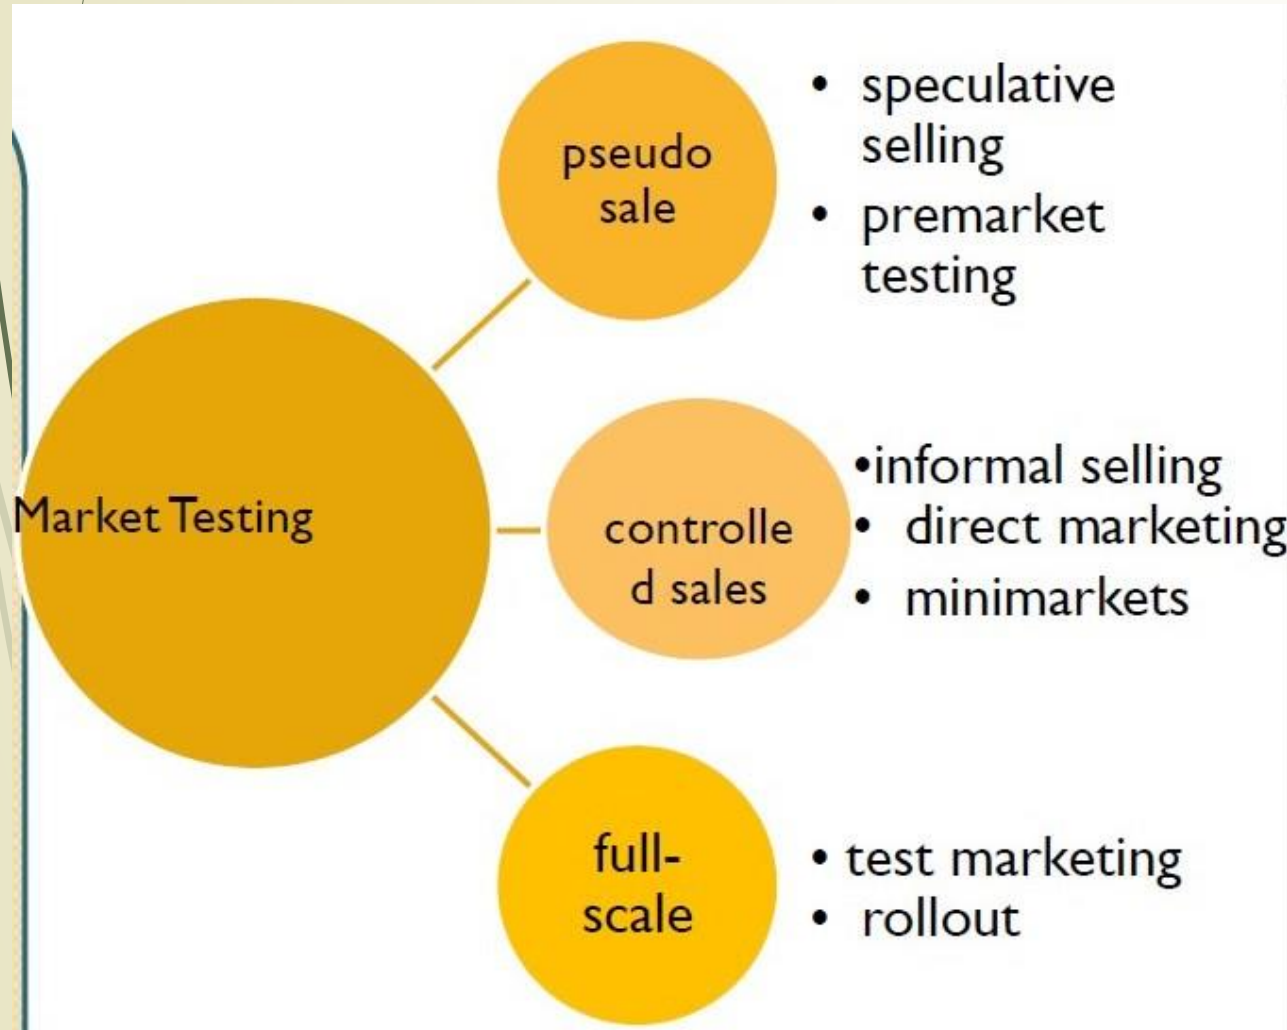 pseudo
sale
• speculative
selling
• premarket
testing
Market Testing
controlle
d sales
•informal selling
• direct marketing
• minimarkets
full-
scale
• test marketing
• rollout